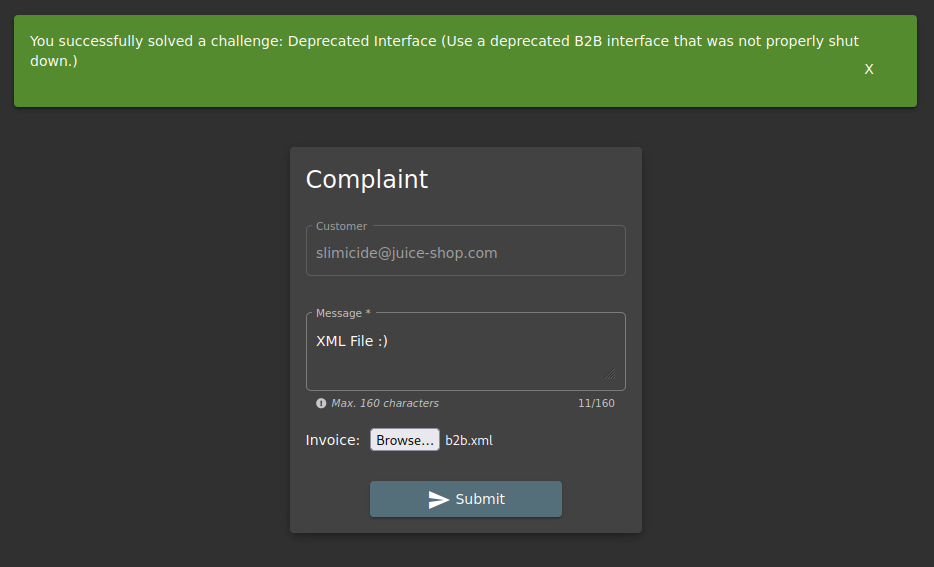 You successfully solved a challenge: Deprecated Interface (Use a deprecated B2B interface that was not properly shut
down.)
X
Complaint
Customer
slimicide@juice-shop.com
Message *
XML File :)
Max. 160 characters 11/160
Invoice: Browse... b2b.xml
Submit